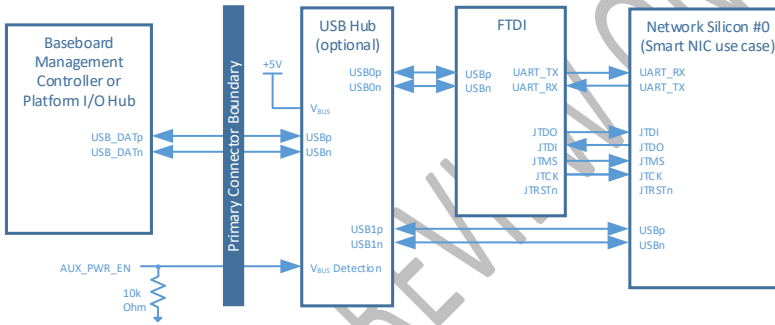 Baseboard
Management
Controller or
Platform I/O Hub
USB_DATp
USB_DATn
AUX_PWR_EN
10k
Ohm
Primary Connector Boundary
USB Hub
(optional)
+5V
VBUS
USBp
USBn
USB0p
USB0n
USB1p
USB1n
VBUS Detection
FTDI
USBp
USBn
UART_TX
UART_RX
JTDO
JTDI
JTMS
JTCK
JTRSTn
Network Silicon #0
(Smart NIC use case)
UART_RX
UART_TX
JTDI
JTDO
JTMS
JTCK
JTRSTn
USBp
USBn